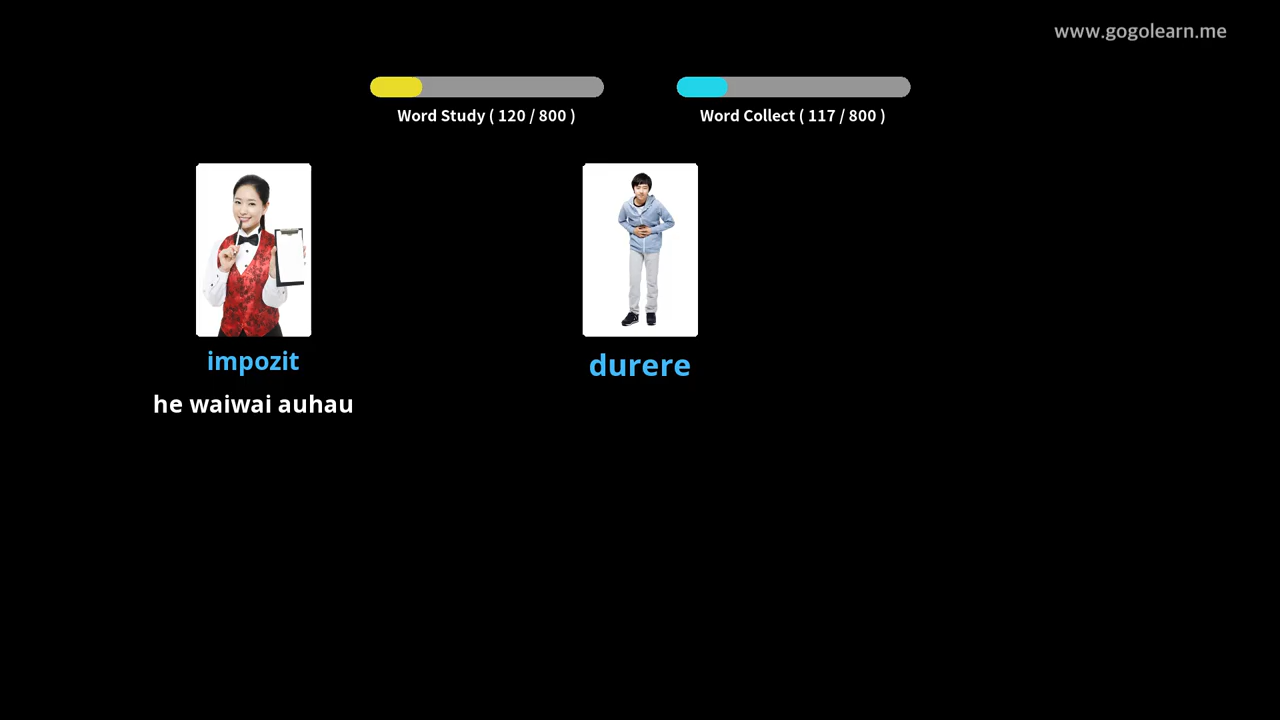 www.gogolearn.me
Word Study ( 120 / 800 )
Word Collect ( 117 / 800 )
impozit
durere
he waiwai auhau